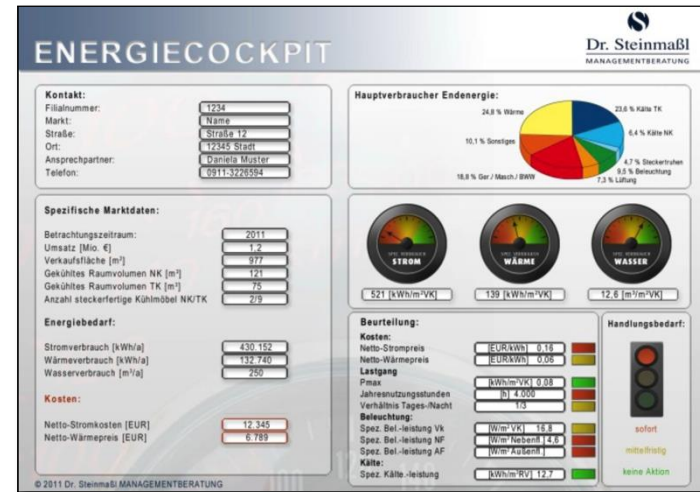 ENERGIECOCKPIT
Dr. Steinmaßl
MANAGEMENTBERATUNG
Kontakt:
Filialnummer: 1234
Markt: Name
Straße: Straße 12
Ort: 12345 Stadt
Ansprechpartner: Daniela Muster
Telefon: 0911-3226594
Hauptverbraucher Endenergie:
24,8 % Wärme
23,6 % Kälte TK
6,4 % Kälte NK
10,1 % Sonstiges
4,7 % Steckertruhen
9,5 % Beleuchtung
18,8 % Ger./ Masch./ BWW
7,3 % Lüftung
Spezifische Marktdaten:
Betrachtungszeitraum: 2011
Umsatz [Mio. €] 1,2
Verkaufsfläche [m²] 977
Gekühltes Raumvolumen NK [m³] 121
Gekühltes Raumvolumen TK [m³] 75
Anzahl steckerfertige Kühlmöbel NK/TK 2/9
SPEZ. VERBRAUCH
STROM
SPEZ. VERBRAUCH
WÄRME
SPEZ. VERBRAUCH
WASSER
521 [kWh/m²VK]
139 [kWh/m²VK]
12,6 [m³/m²VK]
Energiebedarf:
Stromverbrauch [kWh/a] 430.152
Wärmeverbrauch [kWh/a] 132.740
Wasserverbrauch [m³/a] 250
Kosten:
Netto-Stromkosten [EUR] 12.345
Netto-Wärmepreis [EUR] 6.789
Beurteilung:
Kosten:
Netto-Strompreis [EUR/kWh] 0,16
Netto-Wärmepreis [EUR/kWh] 0,06
Lastgang
Pmax [kWh/m²VK] 0,08
Jahresnutzungsstunden [h] 4.000
Verhältnis Tages-/Nacht 1/3
Beleuchtung:
Spez. Bel.-leistung Vk [W/m² VK] 16,8
Spez. Bel.-leistung NF [W/m² Nebenfl.] 4,6
Spez. Bel.-leistung AF [W/m² Außenfl.]
Kälte:
Spez. Kälte.-leistung [kWh/m³RV] 12,7
Handlungsbedarf:
sofort
mittelfristig
keine Aktion
© 2011 Dr. Steinmaßl MANAGEMENTBERATUNG